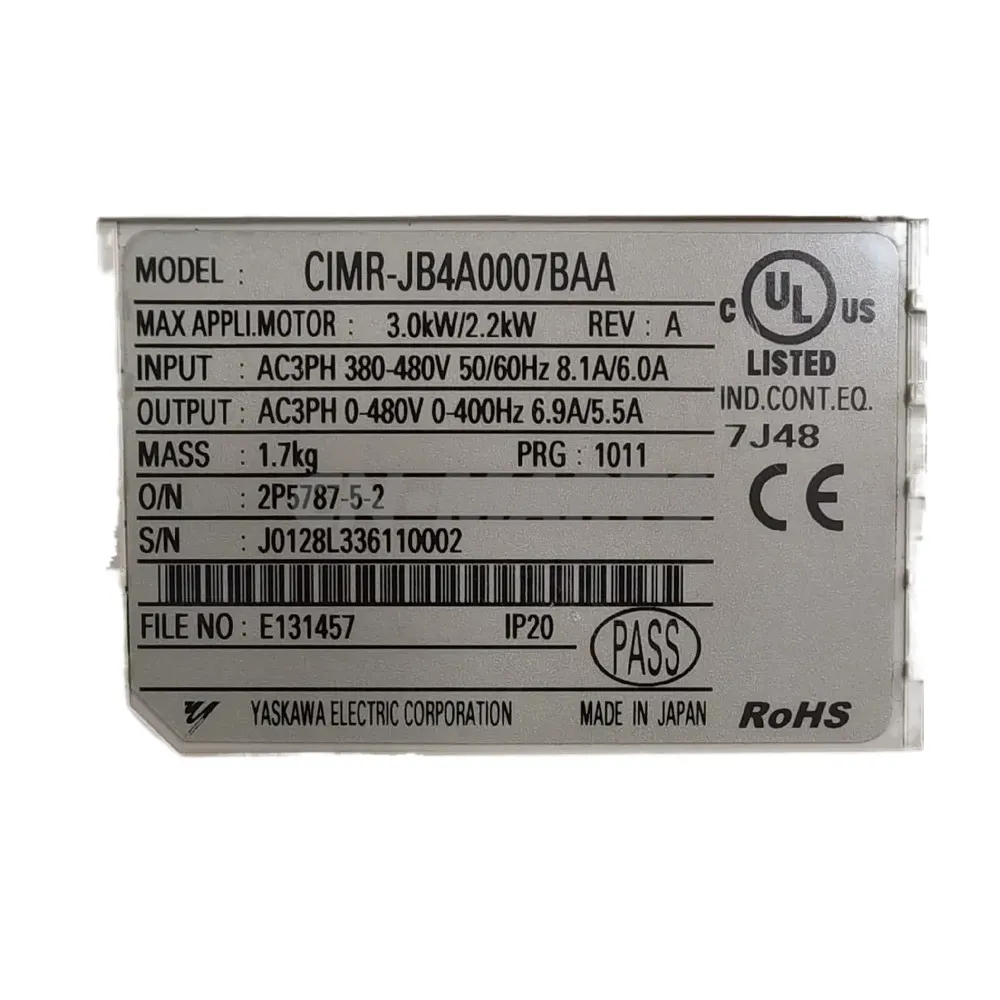 MODEL : CIMR-JB4A0007BAA
MAX APPLI.MOTOR : 3.0kW/2.2kW REV : A
INPUT : AC3PH 380-480V 50/60Hz 8.1A/6.0A
OUTPUT : AC3PH 0-480V 0-400Hz 6.9A/5.5A
MASS : 1.7kg PRG : 1011
O/N : 2P5787-5-2
S/N : J0128L336110002
FILE NO : E131457 IP20
PASS
YASKAWA ELECTRIC CORPORATION MADE IN JAPAN
C UL US
LISTED
IND.CONT.EQ.
7J48
CE
RoHS